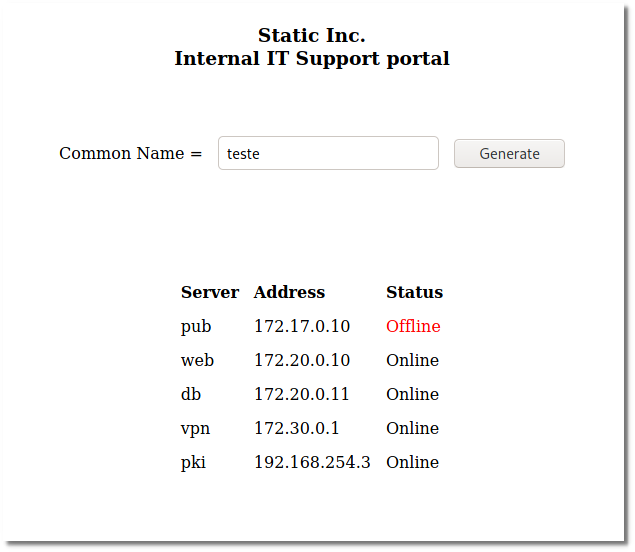 Static Inc.
Internal IT Support portal
Common Name = teste Generate
Server Address Status
pub 172.17.0.10 Offline
web 172.20.0.10 Online
db 172.20.0.11 Online
vpn 172.30.0.1 Online
pki 192.168.254.3 Online